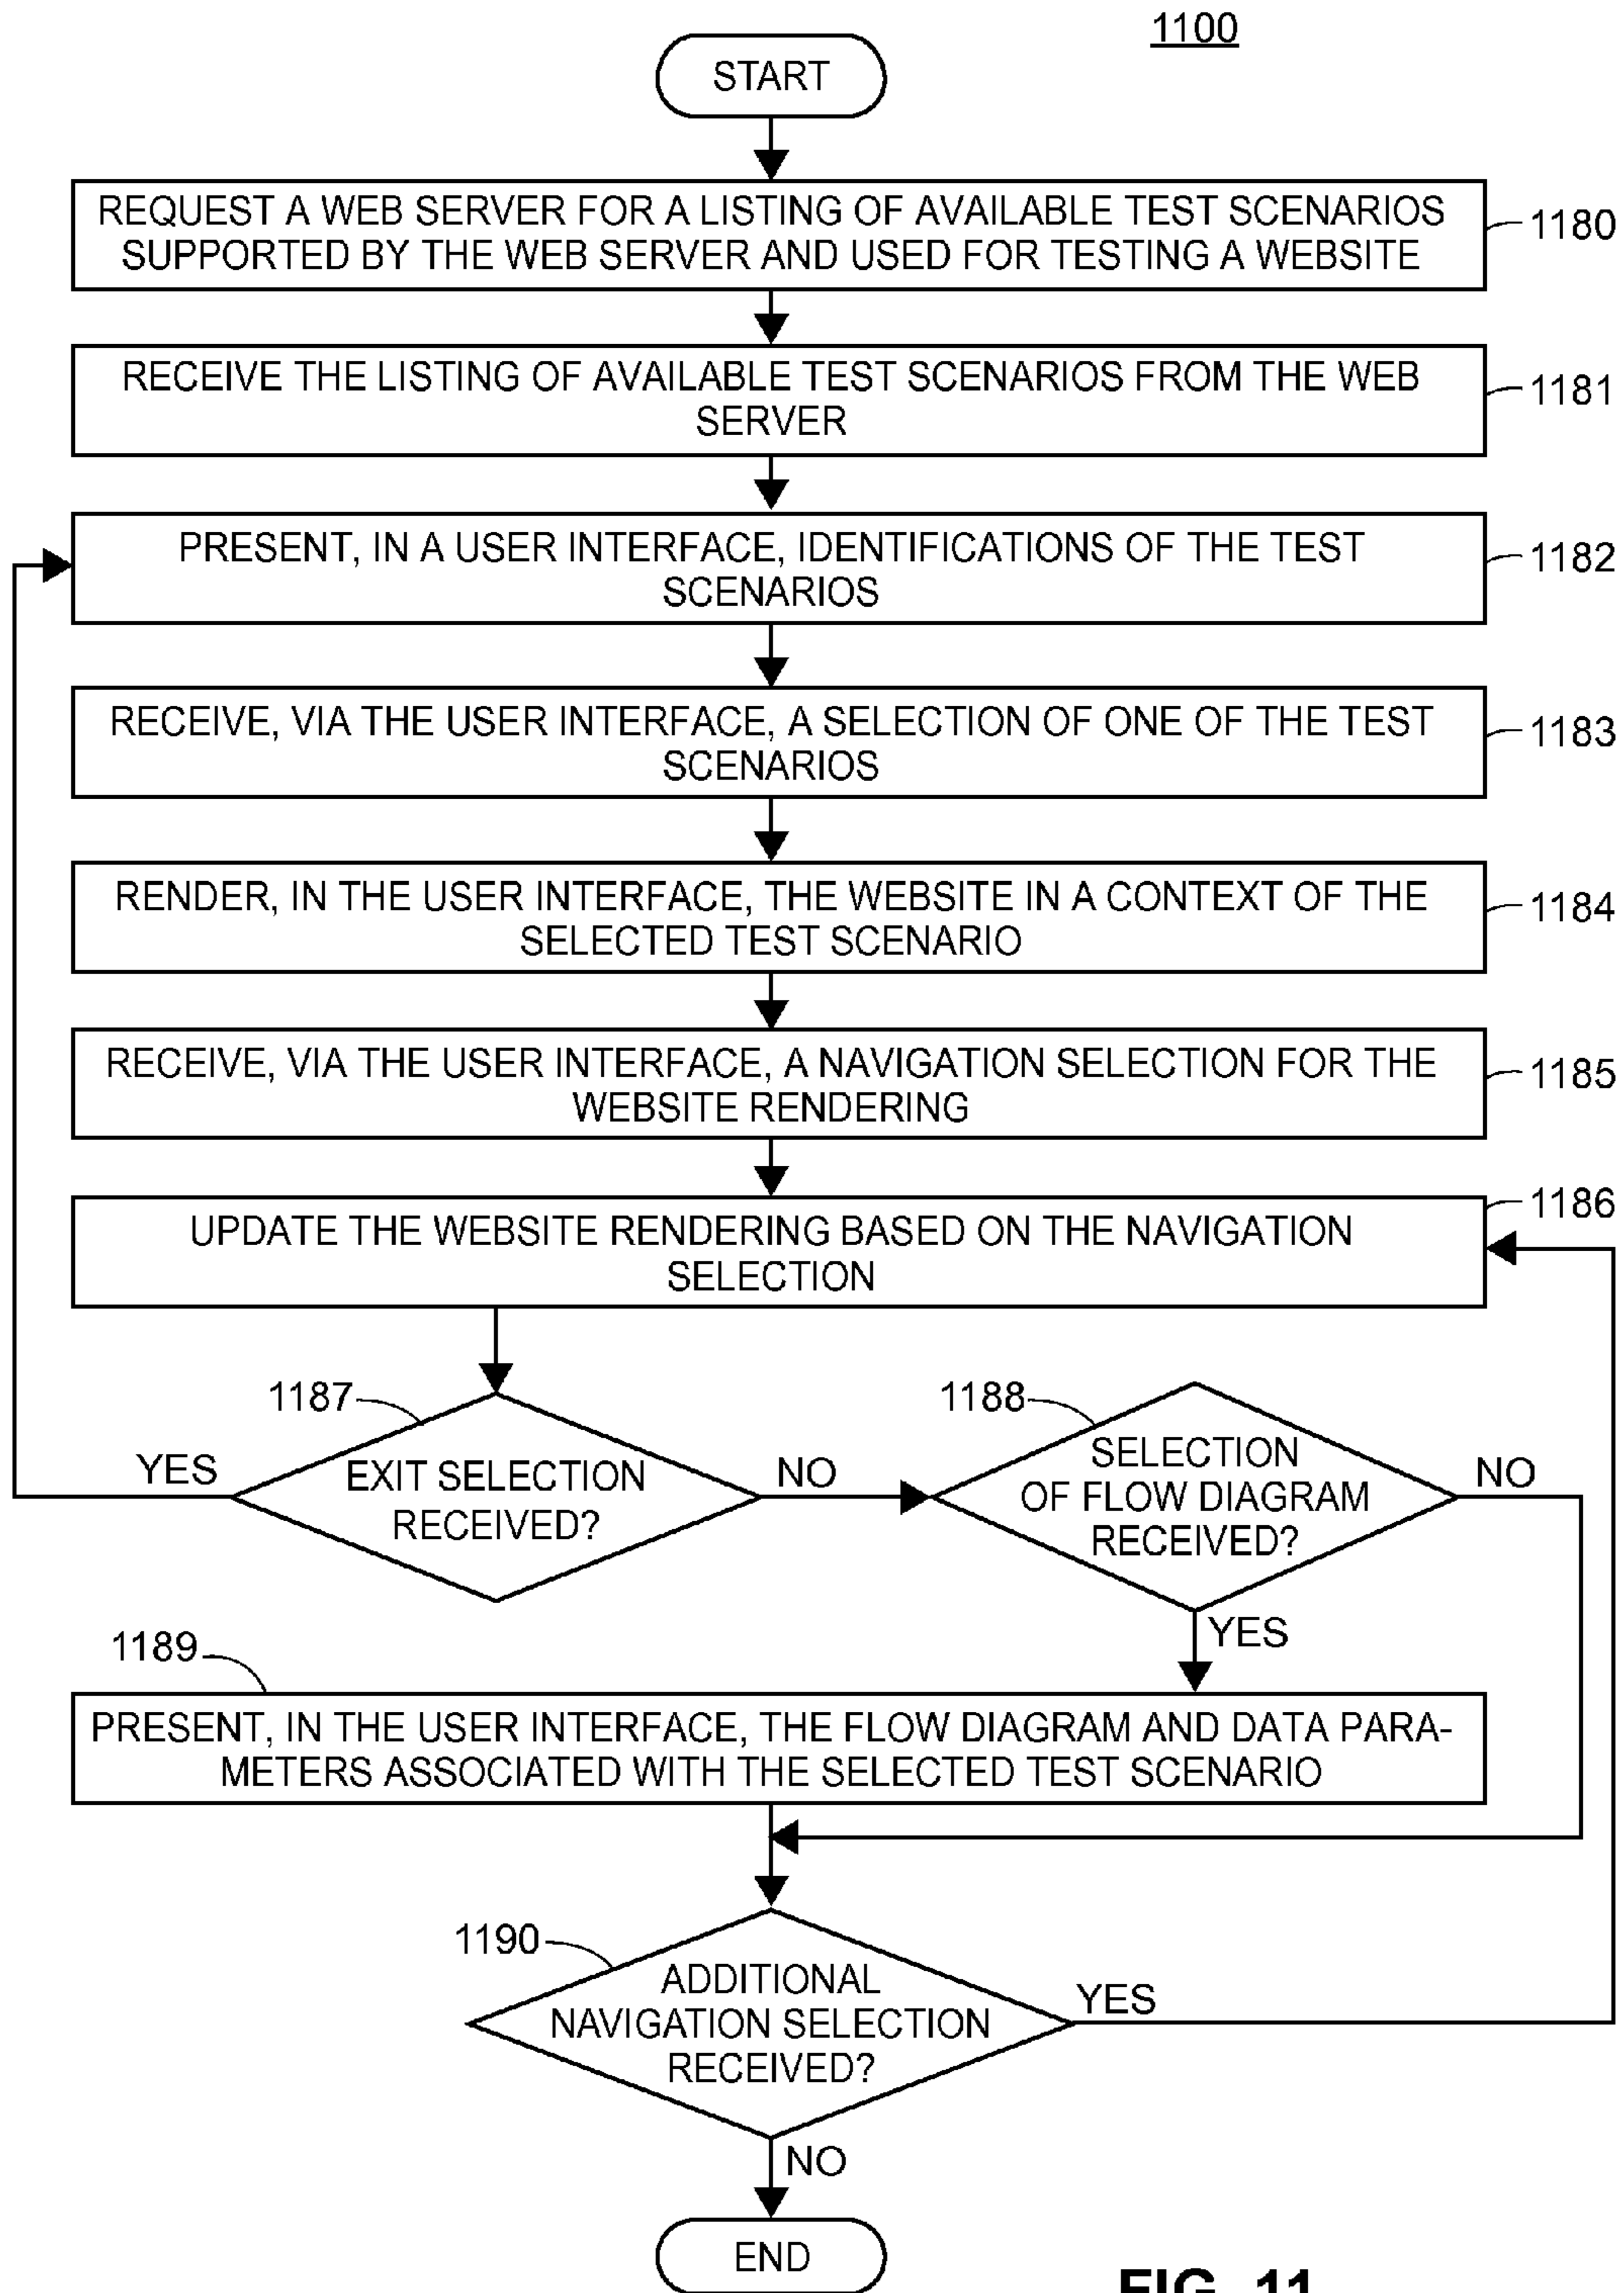 1100
START
REQUEST A WEB SERVER FOR A LISTING OF AVAILABLE TEST SCENARIOS
SUPPORTED BY THE WEB SERVER AND USED FOR TESTING A WEBSITE
1180
RECEIVE THE LISTING OF AVAILABLE TEST SCENARIOS FROM THE WEB
SERVER
1181
PRESENT, IN A USER INTERFACE, IDENTIFICATIONS OF THE TEST
SCENARIOS
1182
RECEIVE, VIA THE USER INTERFACE, A SELECTION OF ONE OF THE TEST
SCENARIOS
1183
RENDER, IN THE USER INTERFACE, THE WEBSITE IN A CONTEXT OF THE
SELECTED TEST SCENARIO
1184
RECEIVE, VIA THE USER INTERFACE, A NAVIGATION SELECTION FOR THE
WEBSITE RENDERING
1185
UPDATE THE WEBSITE RENDERING BASED ON THE NAVIGATION
SELECTION
1186
1187
YES
EXIT SELECTION
RECEIVED?
NO
1188
SELECTION
OF FLOW DIAGRAM
RECEIVED?
NO
YES
1189
PRESENT, IN THE USER INTERFACE, THE FLOW DIAGRAM AND DATA PARA-
METERS ASSOCIATED WITH THE SELECTED TEST SCENARIO
1190
ADDITIONAL
NAVIGATION SELECTION
RECEIVED?
YES
NO
END
FIG. 11